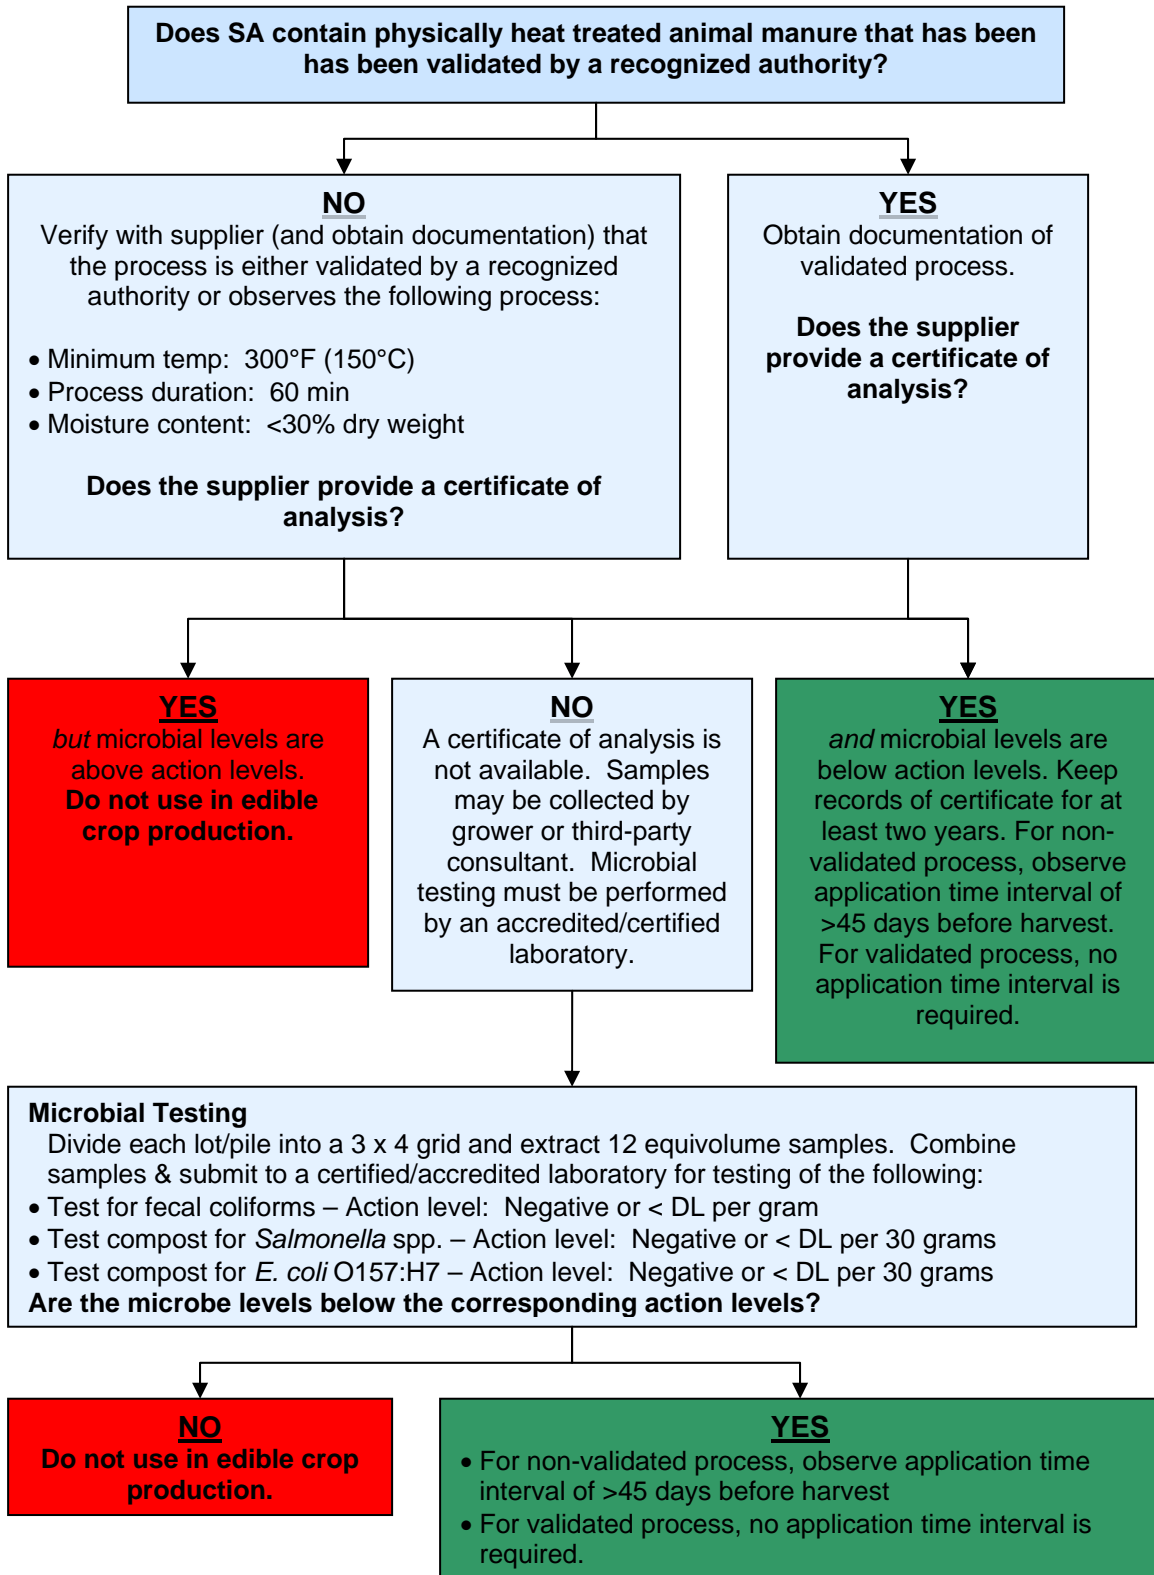 Does SA contain physically heat treated animal manure that has been
has been validated by a recognized authority?
NO
Verify with supplier (and obtain documentation) that
the process is either validated by a recognized
authority or observes the following process:
• Minimum temp:  300°F (150°C)
• Process duration:  60 min
• Moisture content:  <30% dry weight
Does the supplier provide a certificate of
analysis?
YES
Obtain documentation of
validated process.
Does the supplier
provide a certificate of
analysis?
YES
but microbial levels are
above action levels.
Do not use in edible
crop production.
NO
A certificate of analysis is
not available.  Samples
may be collected by
grower or third-party
consultant.  Microbial
testing must be performed
by an accredited/certified
laboratory.
YES
and microbial levels are
below action levels. Keep
records of certificate for at
least two years. For non-
validated process, observe
application time interval of
>45 days before harvest.
For validated process, no
application time interval is
required.
Microbial Testing
Divide each lot/pile into a 3 x 4 grid and extract 12 equivolume samples.  Combine
samples & submit to a certified/accredited laboratory for testing of the following:
• Test for fecal coliforms – Action level:  Negative or < DL per gram
• Test compost for Salmonella spp. – Action level:  Negative or < DL per 30 grams
• Test compost for E. coli O157:H7 – Action level:  Negative or < DL per 30 grams
Are the microbe levels below the corresponding action levels?
NO
Do not use in edible crop
production.
YES
• For non-validated process, observe application time
interval of >45 days before harvest
• For validated process, no application time interval is
required.